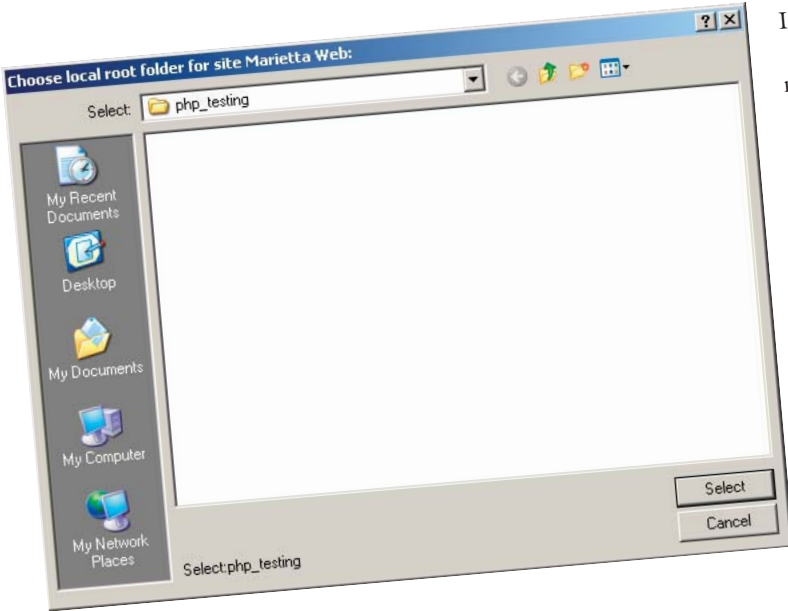 Choose local root folder for site Marietta Web:
Select:
php_testing
My Recent
Documents
Desktop
My Documents
My Computer
My Network
Places
Select
Cancel
Select:php_testing